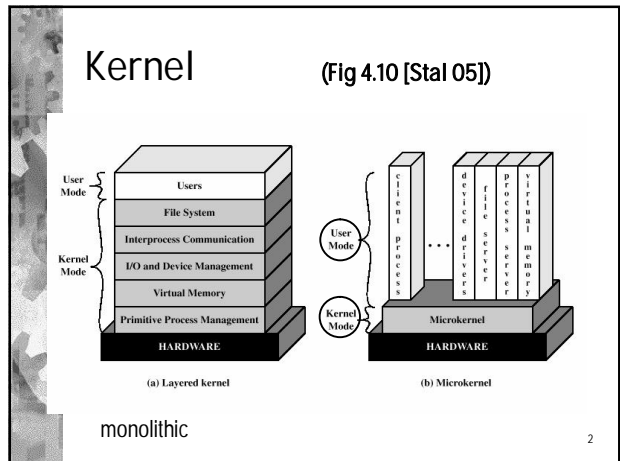 Kernel (Fig 4.10 [Stal 05])
User Mode
Kernel Mode
Users
File System
Interprocess Communication
I/O and Device Management
Virtual Memory
Primitive Process Management
HARDWARE
(a) Layered kernel
User Mode
Kernel Mode
client process
...
device drivers
file server
process server
virtual memory
Microkernel
HARDWARE
(b) Microkernel
monolithic
2